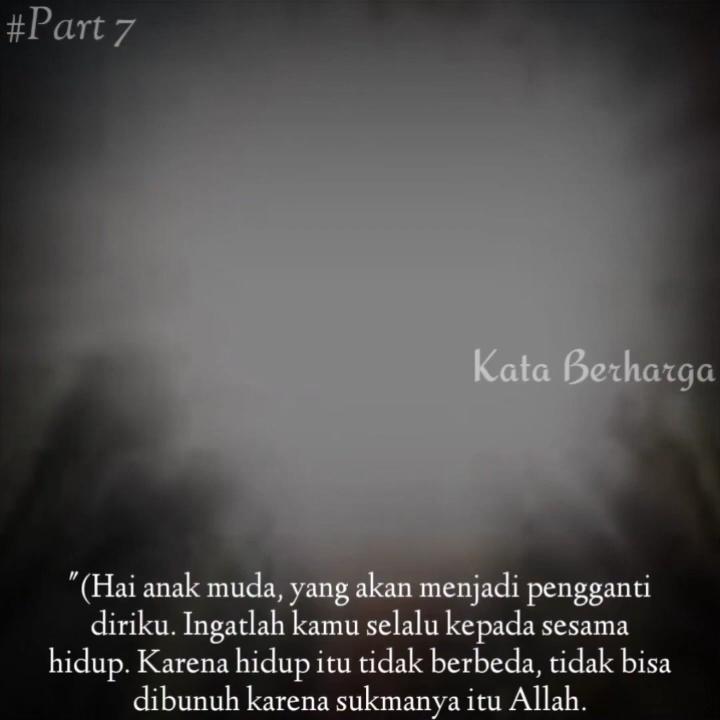 #Part 7
Kata Berharga
"(Hai anak muda, yang akan menjadi pengganti
diriku. Ingatlah kamu selalu kepada sesama
hidup. Karena hidup itu tidak berbeda, tidak bisa
dibunuh karena sukmanya itu Allah.